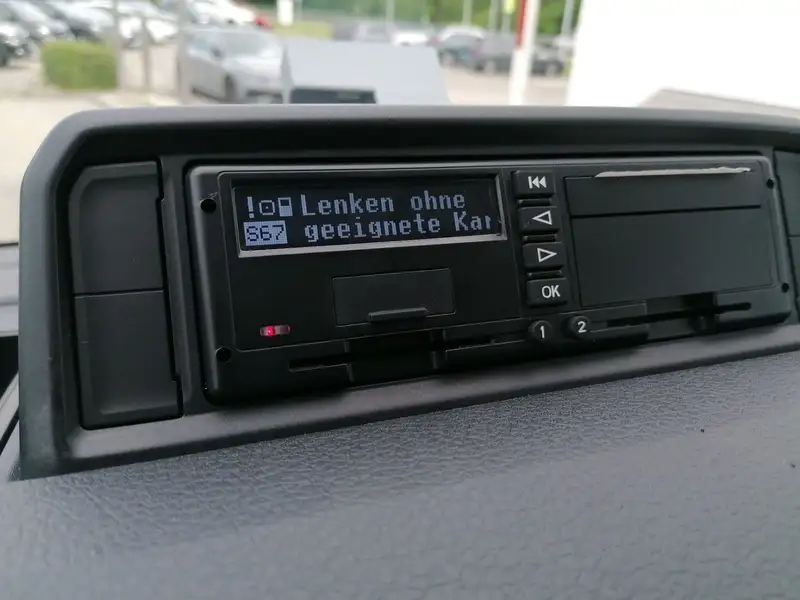 ! Lenken ohne
S67 geeignete Kar
OK
1 2